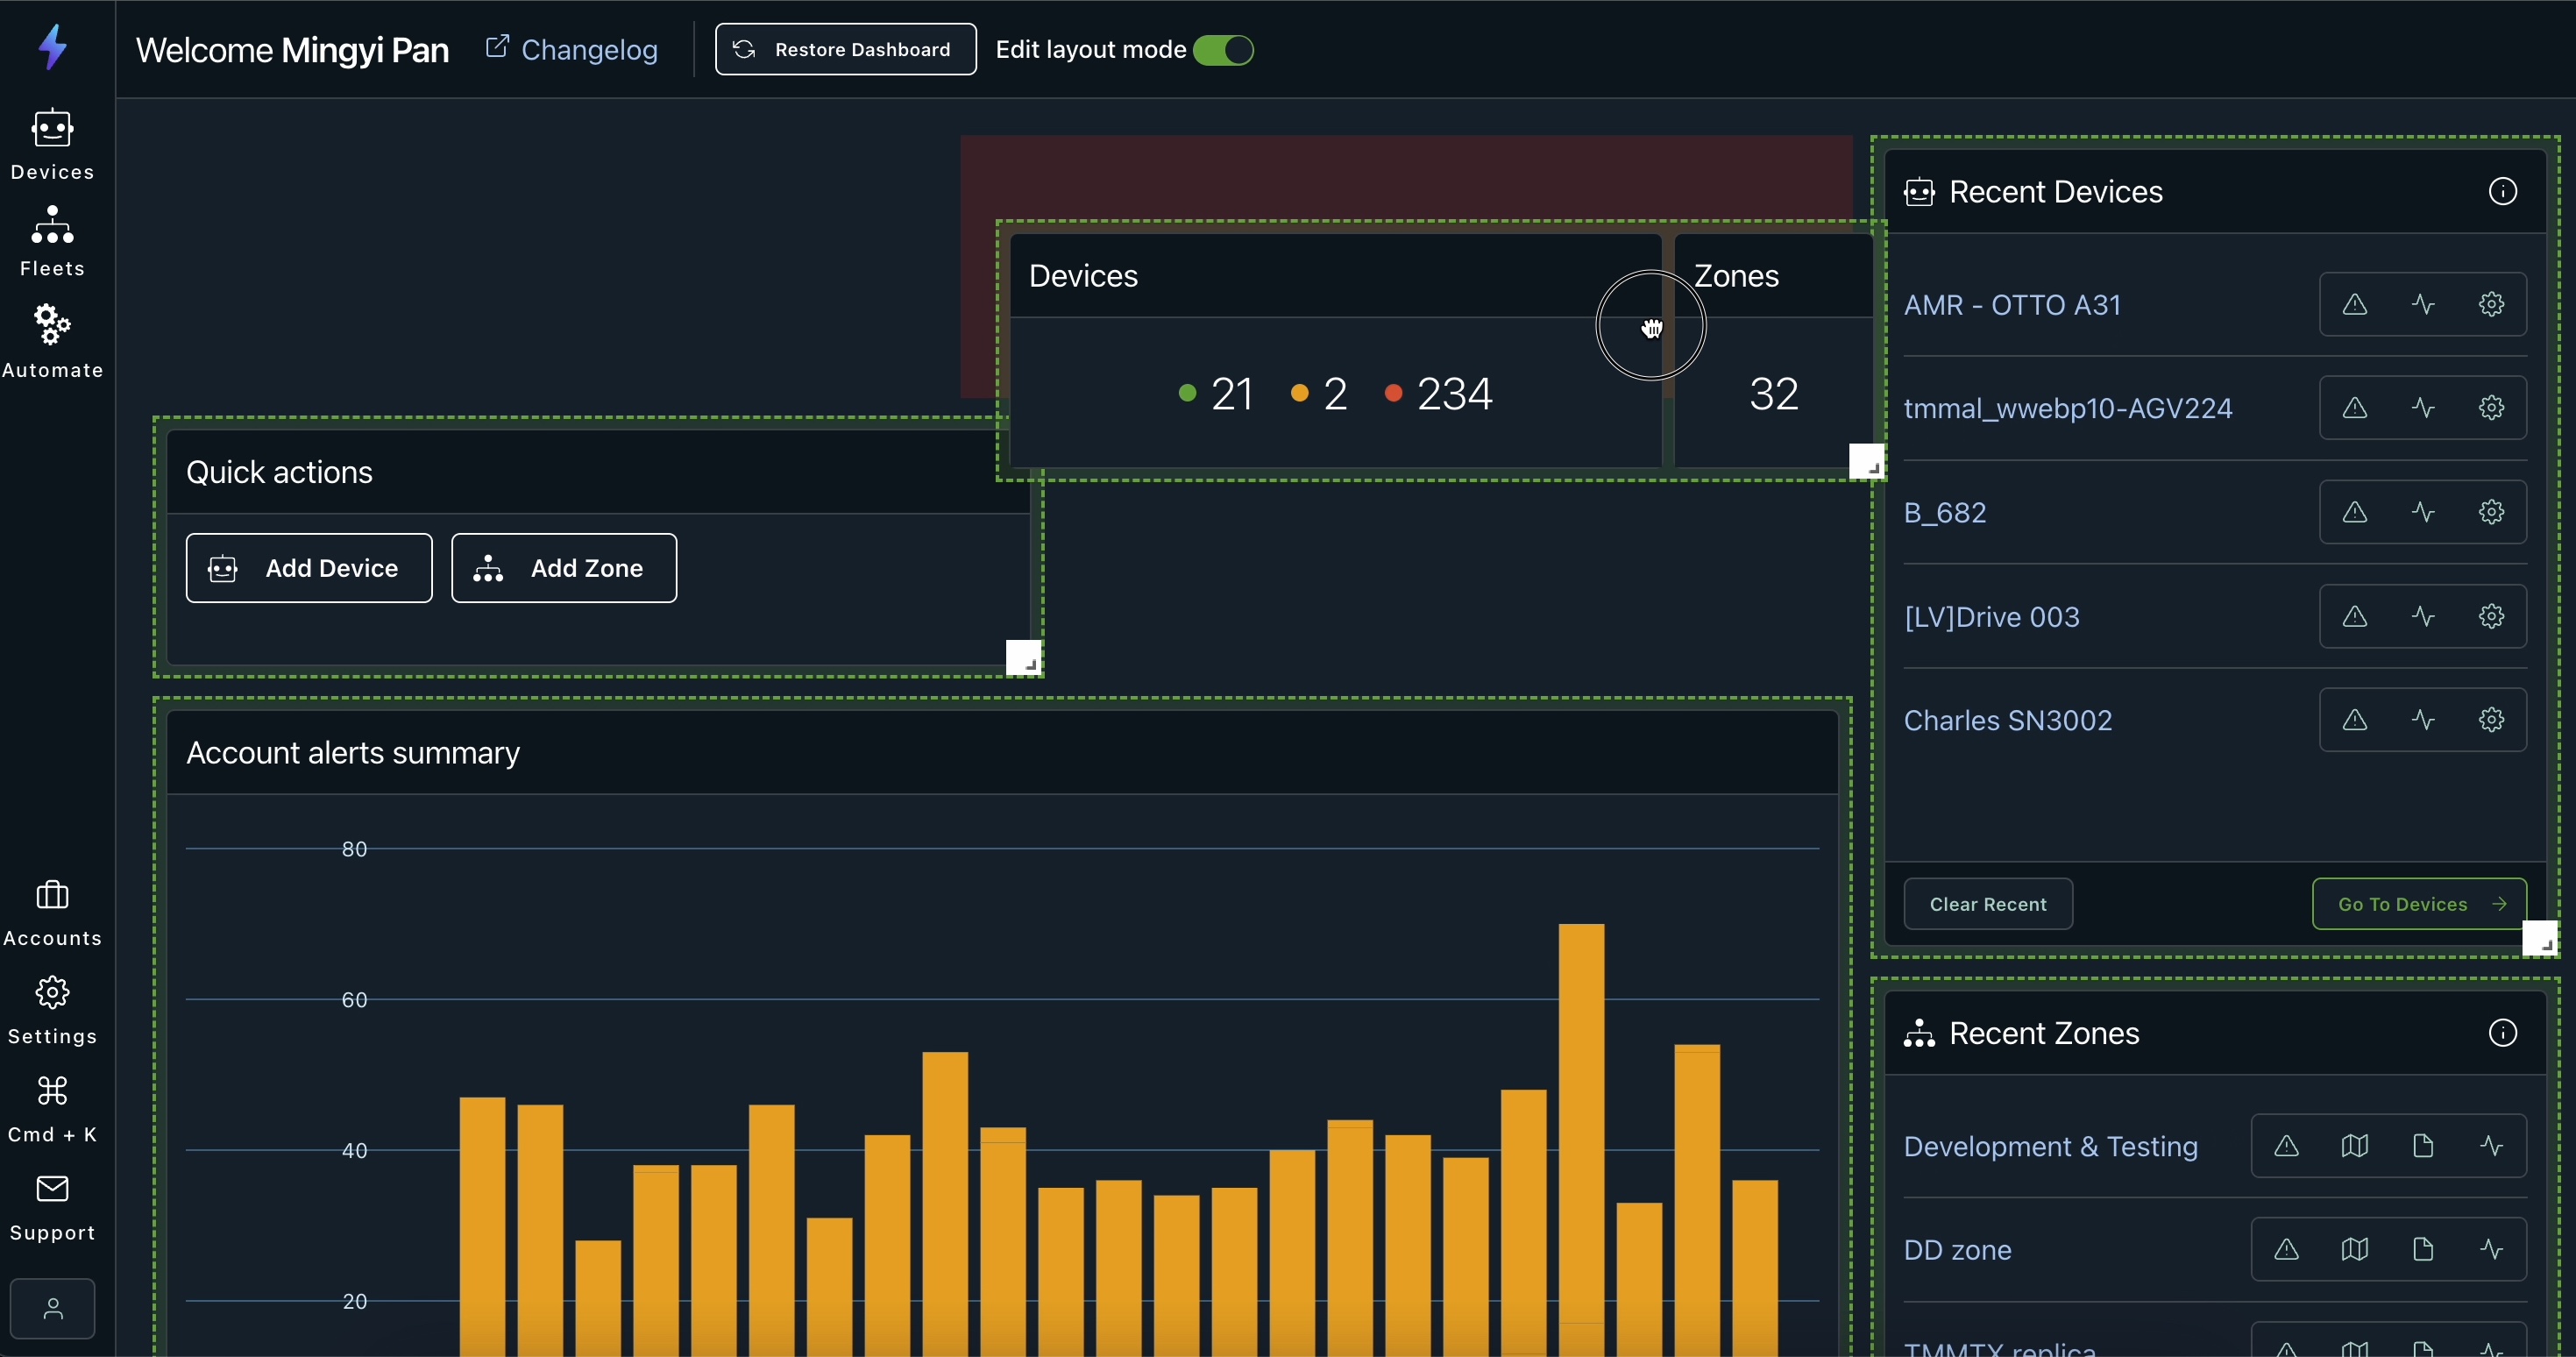 Welcome Mingyi Pan
Changelog
Restore Dashboard
Edit layout mode
Devices
Fleets
Automate
Accounts
Settings
Cmd + K
Support
Devices
21 2 234
Zones
32
Quick actions
Add Device
Add Zone
Account alerts summary
80
60
40
20
Recent Devices
AMR - OTTO A31
tmmal_wwebp10-AGV224
B_682
[LV]Drive 003
Charles SN3002
Clear Recent
Go To Devices
Recent Zones
Development & Testing
DD zone
TMMTX replica